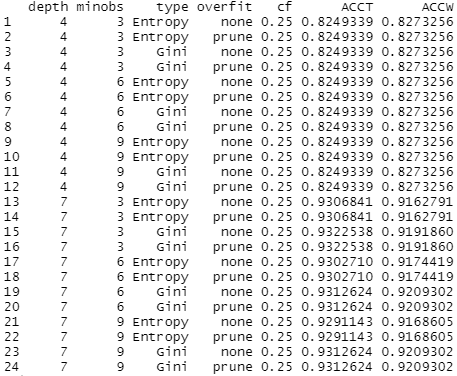 depth minobs type overfit cf ACCT ACCW
1 4 3 Entropy none 0.25 0.8249339 0.8273256
2 4 3 Entropy prune 0.25 0.8249339 0.8273256
3 4 3 Gini none 0.25 0.8249339 0.8273256
4 4 3 Gini prune 0.25 0.8249339 0.8273256
5 4 6 Entropy none 0.25 0.8249339 0.8273256
6 4 6 Entropy prune 0.25 0.8249339 0.8273256
7 4 6 Gini none 0.25 0.8249339 0.8273256
8 4 6 Gini prune 0.25 0.8249339 0.8273256
9 4 9 Entropy none 0.25 0.8249339 0.8273256
10 4 9 Entropy prune 0.25 0.8249339 0.8273256
11 4 9 Gini none 0.25 0.8249339 0.8273256
12 4 9 Gini prune 0.25 0.8249339 0.8273256
13 7 3 Entropy none 0.25 0.9306841 0.9162791
14 7 3 Entropy prune 0.25 0.9306841 0.9162791
15 7 3 Gini none 0.25 0.9322538 0.9191860
16 7 3 Gini prune 0.25 0.9322538 0.9191860
17 7 6 Entropy none 0.25 0.9302710 0.9174419
18 7 6 Entropy prune 0.25 0.9302710 0.9174419
19 7 6 Gini none 0.25 0.9312624 0.9209302
20 7 6 Gini prune 0.25 0.9312624 0.9209302
21 7 9 Entropy none 0.25 0.9291143 0.9168605
22 7 9 Entropy prune 0.25 0.9291143 0.9168605
23 7 9 Gini none 0.25 0.9312624 0.9209302
24 7 9 Gini prune 0.25 0.9312624 0.9209302